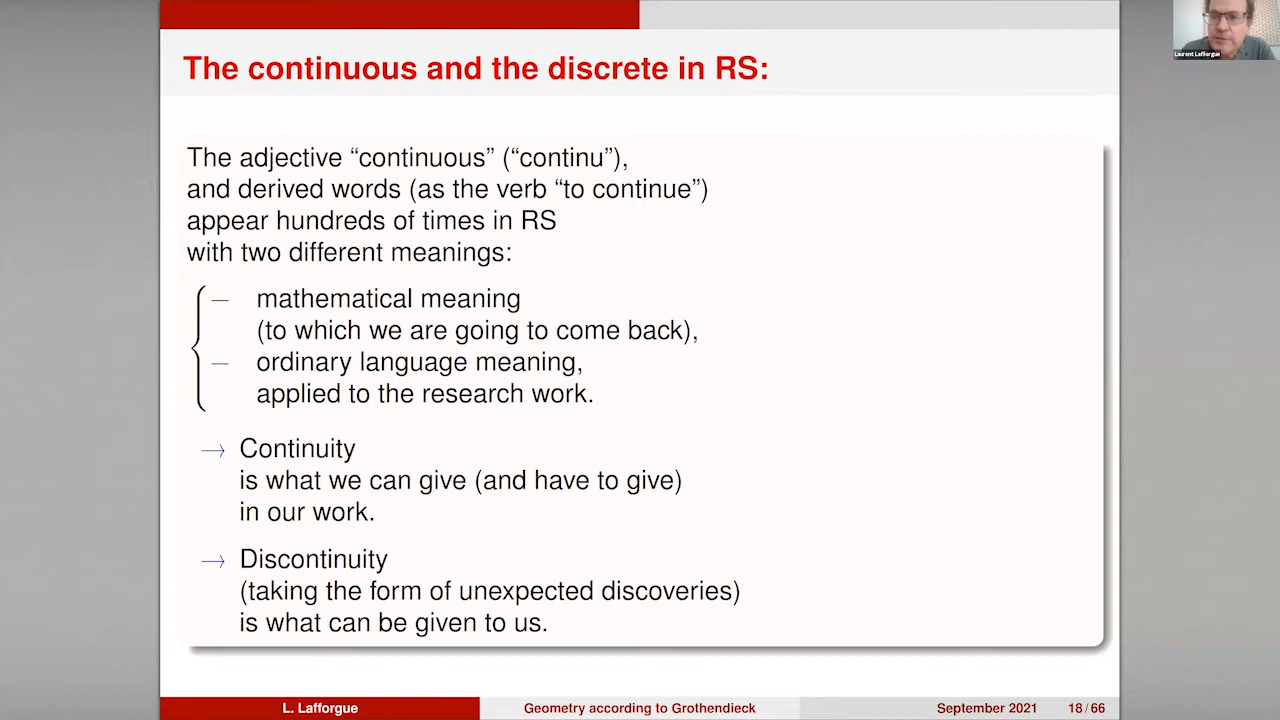 Laurent Lafforgue
The continuous and the discrete in RS:
The adjective “continuous” (“continu”),
and derived words (as the verb “to continue”)
appear hundreds of times in RS
with two different meanings:
– mathematical meaning
(to which we are going to come back),
– ordinary language meaning,
applied to the research work.
→ Continuity
is what we can give (and have to give)
in our work.
→ Discontinuity
(taking the form of unexpected discoveries)
is what can be given to us.
L. Lafforgue
Geometry according to Grothendieck
September 2021 18 / 66